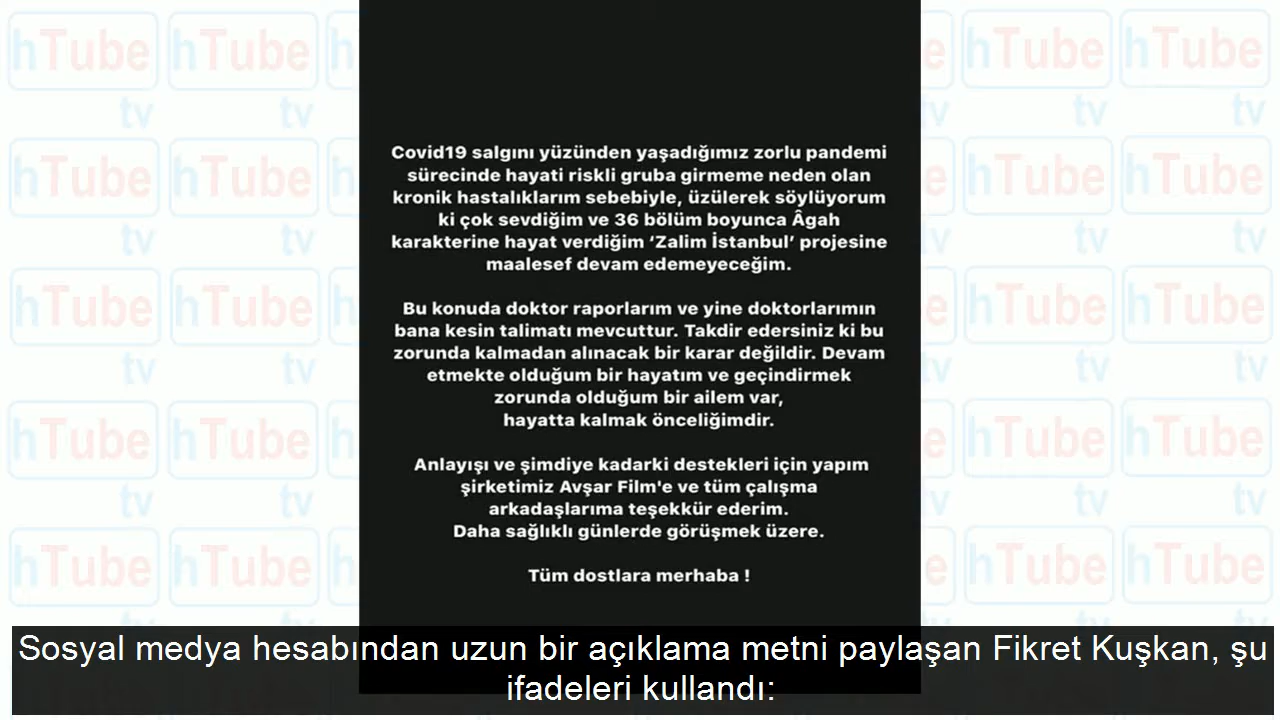 Covid19 salgını yüzünden yaşadığımız zorlu pandemi
sürecinde hayati riskli gruba girmeme neden olan
kronik hastalıklarım sebebiyle, üzülerek söylüyorum
ki çok sevdiğim ve 36 bölüm boyunca Âgah
karakterine hayat verdiğim ‘Zalim İstanbul’ projesine
maalesef devam edemeyeceğim.
Bu konuda doktor raporlarım ve yine doktorlarımın
bana kesin talimatı mevcuttur. Takdir edersiniz ki bu
zorunda kalmadan alınacak bir karar değildir. Devam
etmekte olduğum bir hayatım ve geçindirmek
zorunda olduğum bir ailem var,
hayatta kalmak önceliğimdir.
Anlayışı ve şimdiye kadarki destekleri için yapım
şirketimiz Avşar Film'e ve tüm çalışma
arkadaşlarıma teşekkür ederim.
Daha sağlıklı günlerde görüşmek üzere.
Tüm dostlara merhaba !
Sosyal medya hesabından uzun bir açıklama metni paylaşan Fikret Kuşkan, şu
ifadeleri kullandı:
hTube tv